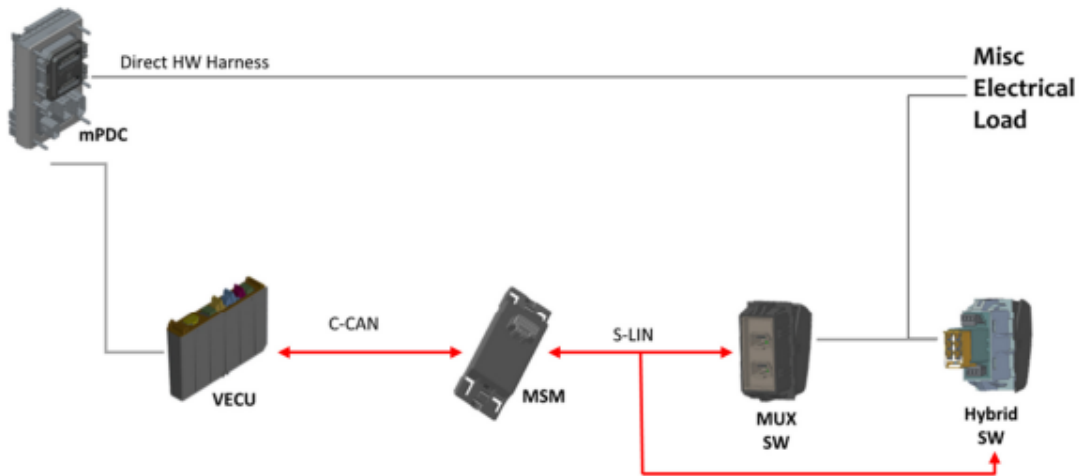 Direct HW Harness
mPDC
Misc
Electrical
Load
C-CAN
S-LIN
VECU
MSM
MUX
SW
Hybrid
SW